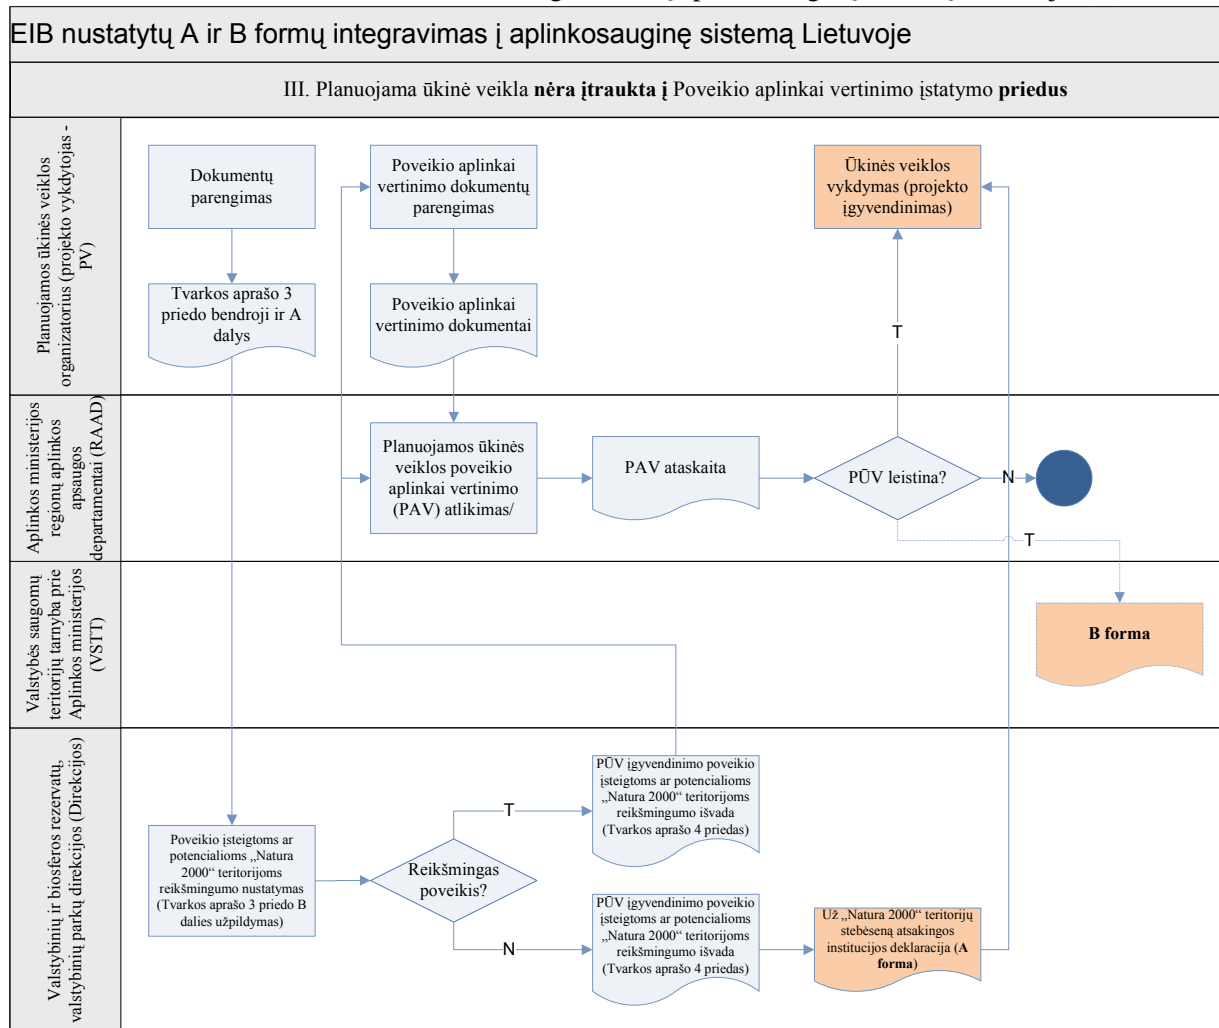 EIB nustatytų A ir B formų integravimas į aplinkosauginę sistemą Lietuvoje
III. Planuojama ūkinė veikla nėra įtraukta į Poveikio aplinkai vertinimo įstatymo priedus
Planuojamos ūkinės veiklos
organizatorius (projekto vykdytojas -
PV)
Dokumentų
parengimas
Poveikio aplinkai
vertinimo dokumentų
parengimas
Ūkinės veiklos
vykdymas (projekto
įgyvendinimas)
Tvarkos aprašo 3
priedo bendroji ir A
dalys
Poveikio aplinkai
vertinimo dokumentai
T
Aplinkos ministerijos
regionų aplinkos
apsaugos
departamentai (RAAD)
Planuojamos ūkinės
veiklos poveikio
aplinkai vertinimo
(PAV) atlikimas/
PAV ataskaita
PŪV leistina?
N
T
Valstybės saugomų
teritorijų tarnyba prie
Aplinkos ministerijos
(VSTT)
B forma
Valstybinių ir biosferos rezervatų,
valstybinių parkų direkcijos (Direkcijos)
Poveikio įsteigtoms ar
potencialioms „Natura
2000“ teritorijoms
reikšmingumo nustatymas
(Tvarkos aprašo 3 priedo B
dalies užpildymas)
Reikšmingas
poveikis?
T
PŪV įgyvendinimo poveikio
įsteigtoms ar potencialioms
„Natura 2000“ teritorijoms
reikšmingumo išvada
(Tvarkos aprašo 4 priedas)
N
PŪV įgyvendinimo poveikio
įsteigtoms ar potencialioms
„Natura 2000“ teritorijoms
reikšmingumo išvada
(Tvarkos aprašo 4 priedas)
Už „Natura 2000“ teritorijų
stebėseną atsakingos
institucijos deklaracija (A
forma)